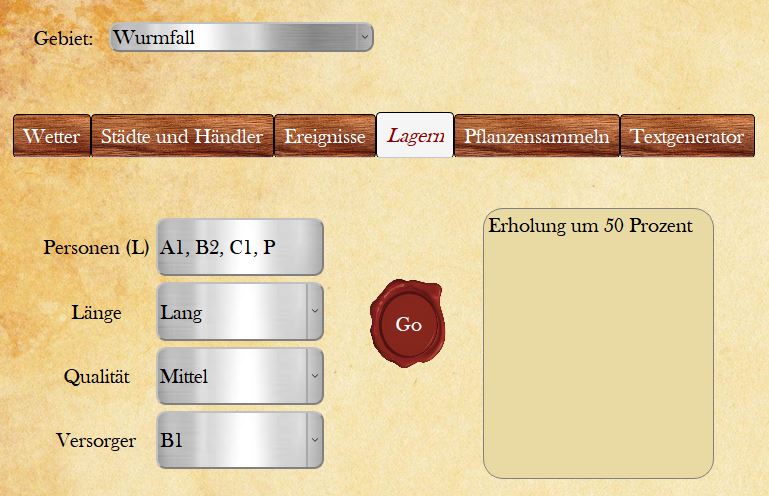 Gebiet: Wurmfall
Wetter Städte und Händler Ereignisse Lagern Pflanzensammeln Textgenerator
Personen (L) A1, B2, C1, P
Länge Lang
Qualität Mittel
Versorger B1
Go
Erholung um 50 Prozent